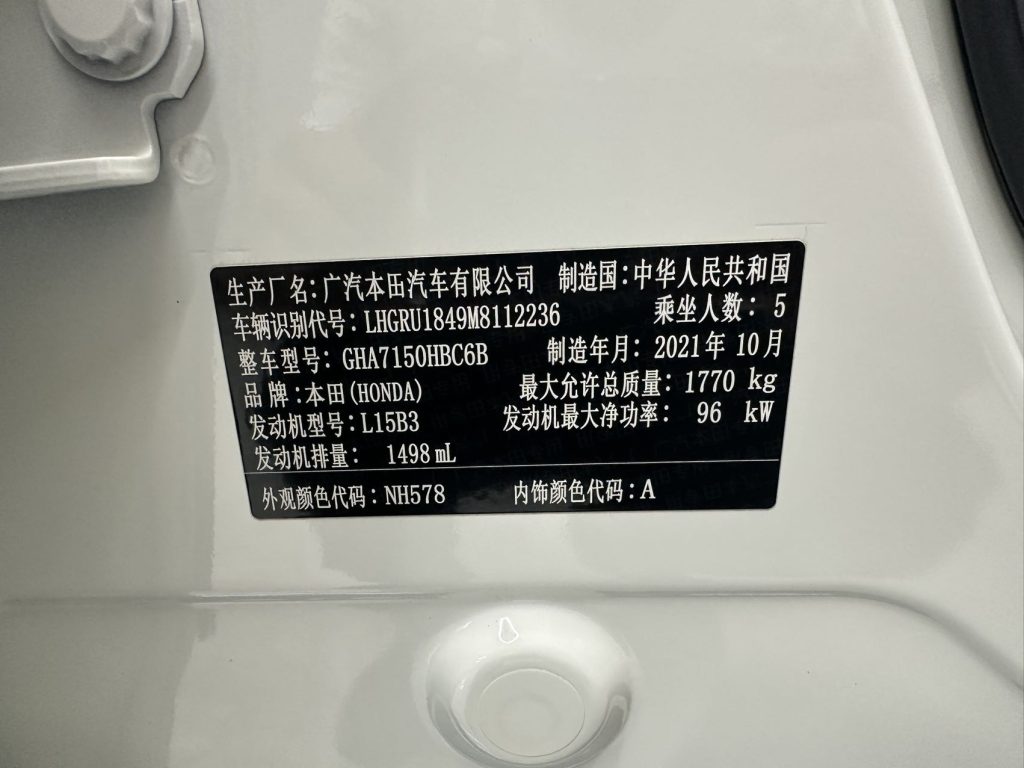 生产厂名:广汽本田汽车有限公司 制造国:中华人民共和国
车辆识别代号: LHGRU1849M8112236 乘坐人数: 5
整车型号: GHA7150HBC6B 制造年月: 2021年 10月
品牌:本田(HONDA) 最大允许总质量: 1770 kg
发动机型号:L15B3 发动机最大净功率: 96 kW
发动机排量: 1498 mL
外观颜色代码:NH578 内饰颜色代码:A